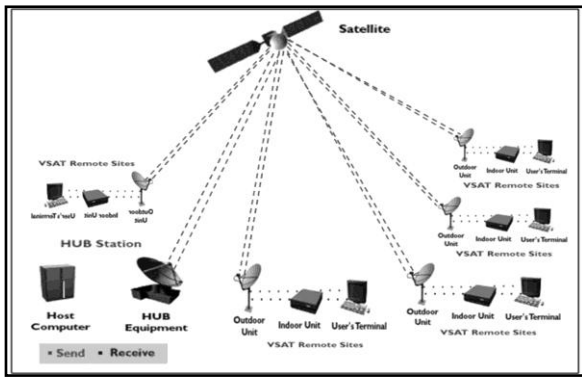 Satellite
VSAT Remote Sites
User's Terminal
Indoor Unit
Outdoor
Unit
Outdoor
Unit
Indoor Unit
User's Terminal
VSAT Remote Sites
Outdoor
Unit
Indoor Unit
User's Terminal
VSAT Remote Sites
HUB Station
Host
Computer
HUB
Equipment
Outdoor
Unit
Indoor Unit
User's Terminal
VSAT Remote Sites
Outdoor
Unit
Indoor Unit
User's Terminal
VSAT Remote Sites
Send
Receive